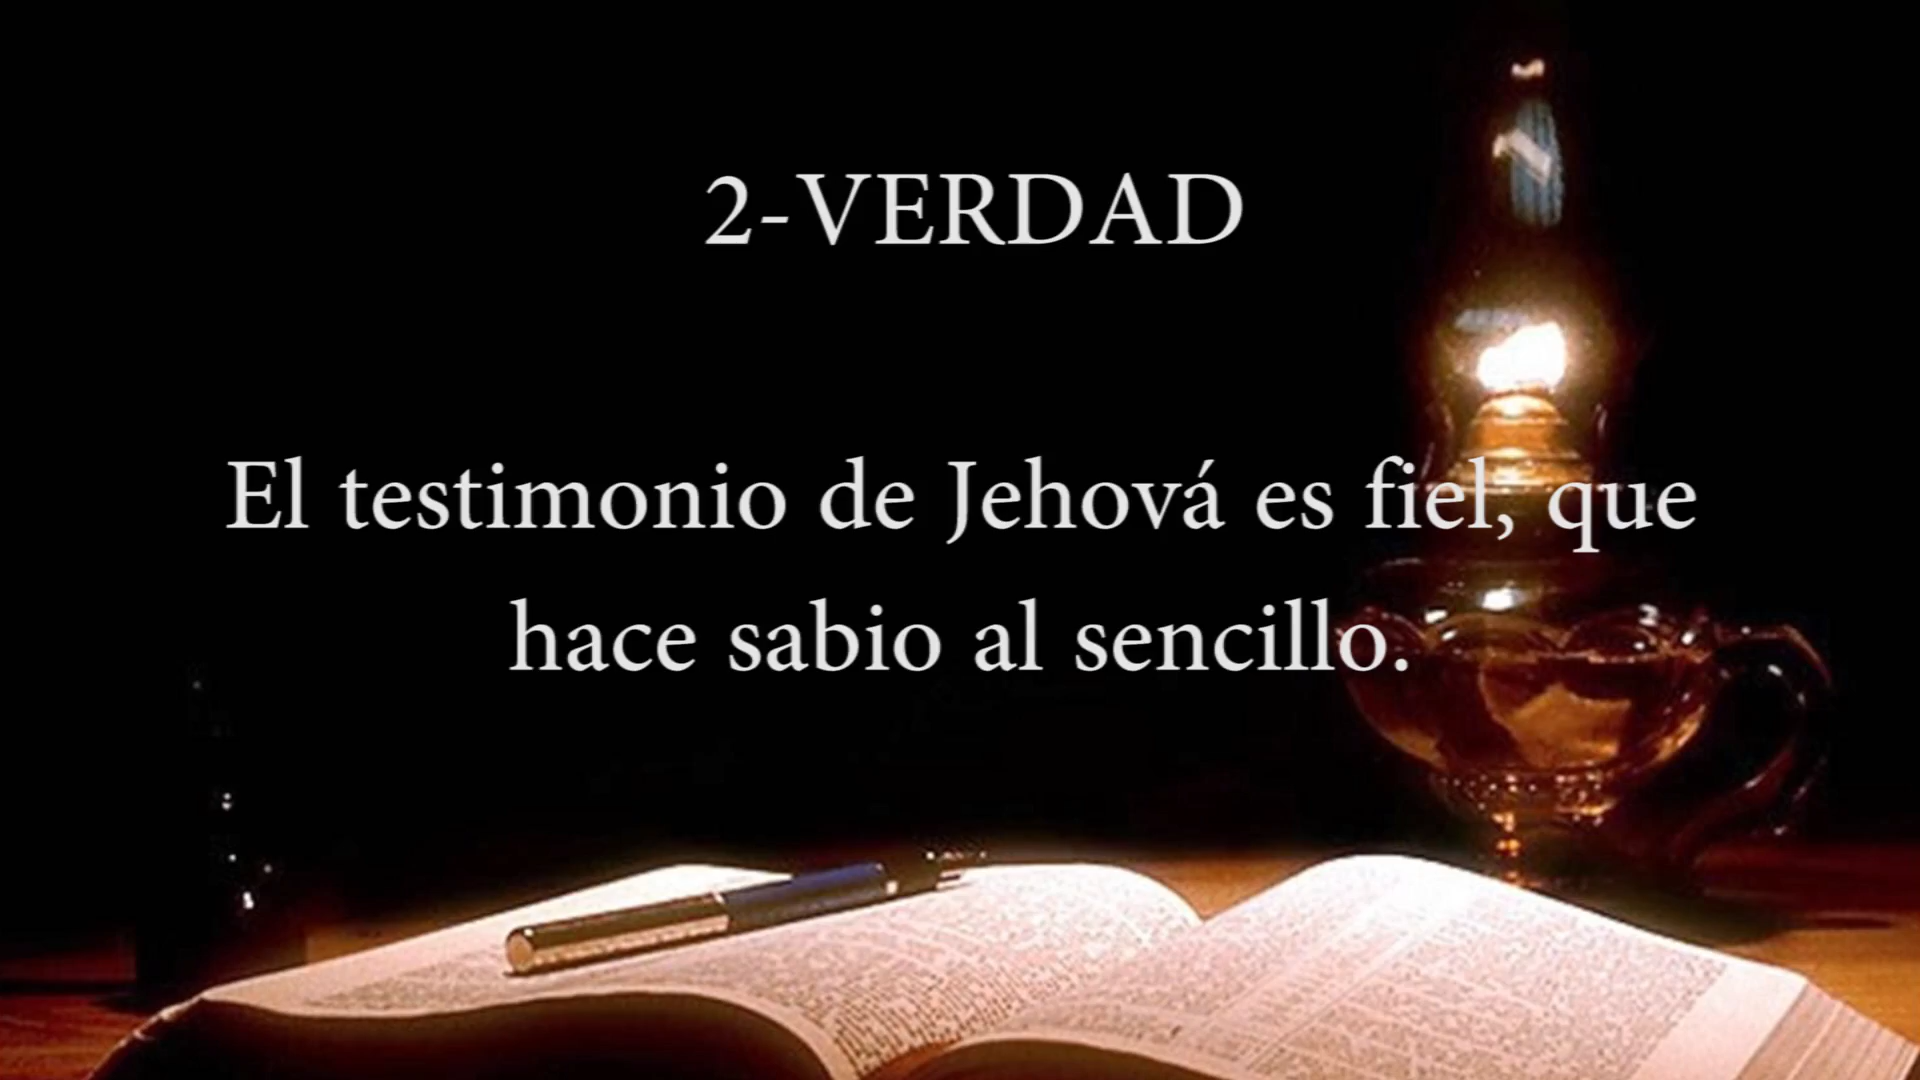 2-VERDAD
El testimonio de Jehová es fiel, que
hace sabio al sencillo.